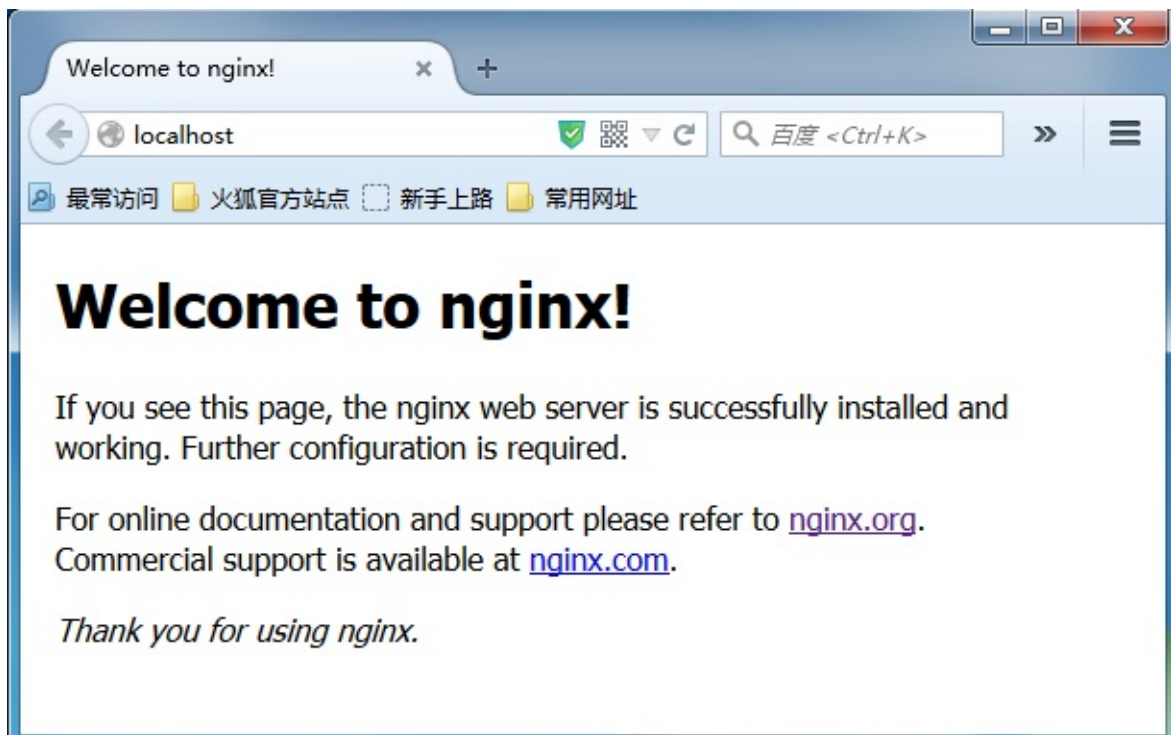 Welcome to nginx!
localhost
百度 <Ctrl+K>
最常访问 火狐官方站点 新手上路 常用网址
Welcome to nginx!
If you see this page, the nginx web server is successfully installed and
working. Further configuration is required.
For online documentation and support please refer to nginx.org.
Commercial support is available at nginx.com.
Thank you for using nginx.